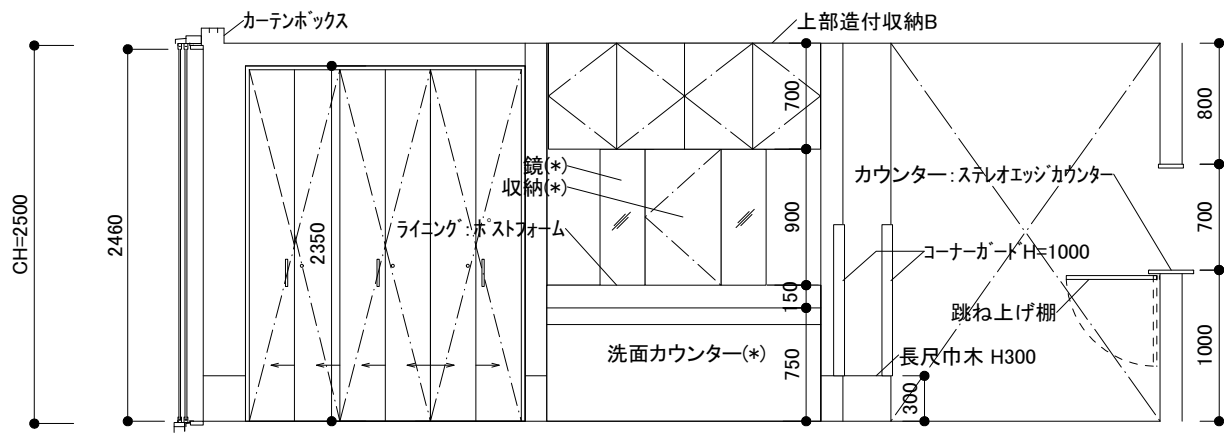 カーテンボックス
上部造付収納B
700
800
鏡(*)
収納(*)
カウンター:ステレオエッジカウンター
CH=2500
2460
2350
ライニング:ポストフォーム
900
700
コーナーガードH=1000
150
跳ね上げ棚
洗面カウンター(*)
750
長尺巾木 H300
300
1000